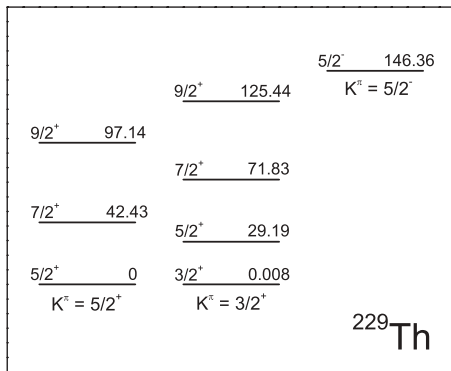 5/2⁻ 146.36
K^π = 5/2⁻
9/2⁺ 125.44
9/2⁺ 97.14
7/2⁺ 71.83
7/2⁺ 42.43
5/2⁺ 29.19
5/2⁺ 0
3/2⁺ 0.008
K^π = 5/2⁺
K^π = 3/2⁺
²²⁹Th